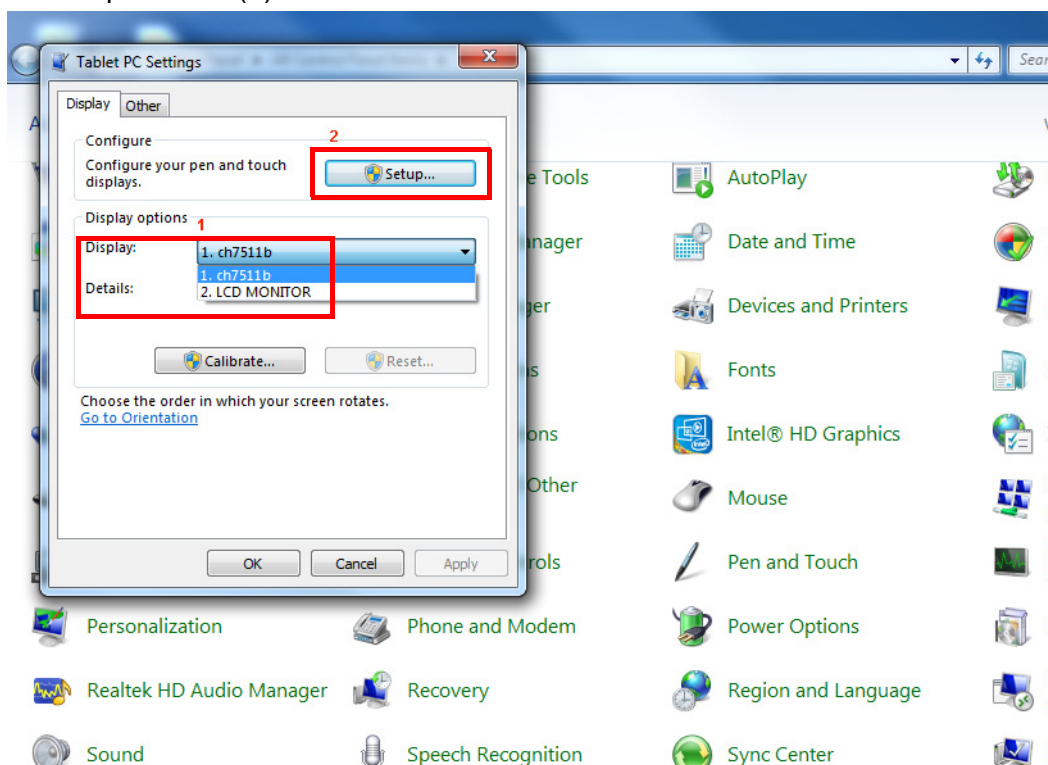 Tablet PC Settings
Sear
Display Other
Configure
2
Configure your pen and touch
displays.
Setup...
Display options
1
Display:
1. ch7511b
1. ch7511b
2. LCD MONITOR
Details:
Calibrate...
Reset...
Choose the order in which your screen rotates.
Go to Orientation
OK Cancel Apply
e Tools
AutoPlay
anager
Date and Time
ger
Devices and Printers
Fonts
ons
Intel® HD Graphics
Other
Mouse
rols
Pen and Touch
Personalization
Phone and Modem
Power Options
Realtek HD Audio Manager
Recovery
Region and Language
Sound
Speech Recognition
Sync Center